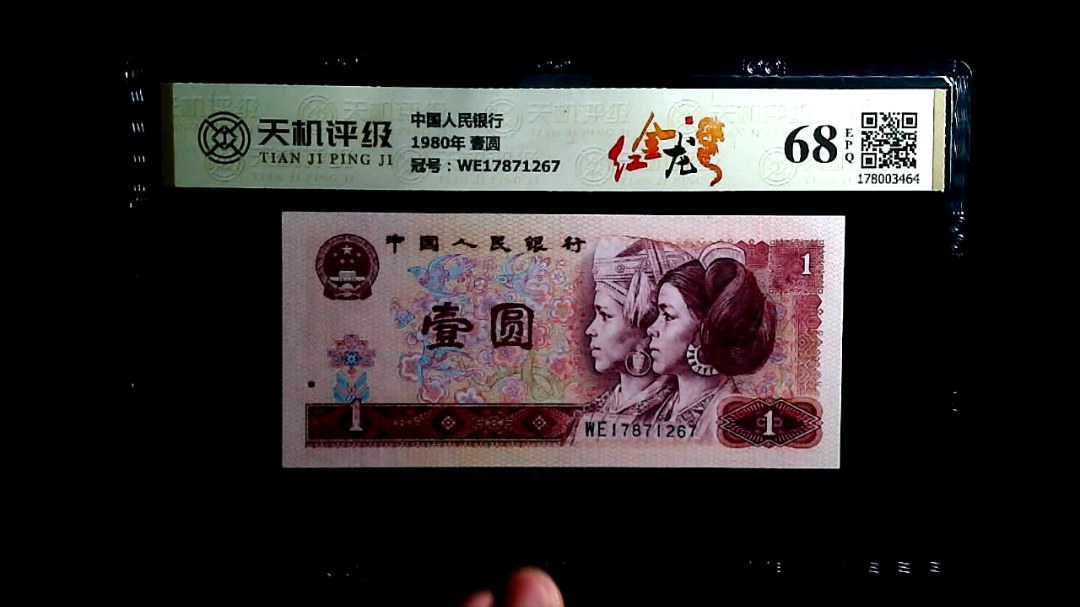 天机评级
TIAN JI PING JI
中国人民银行
1980年 壹圆
冠号：WE17871267
红金龙
68
EPQ
178003464
中国人民银行
1
壹圆
1
WE17871267
1